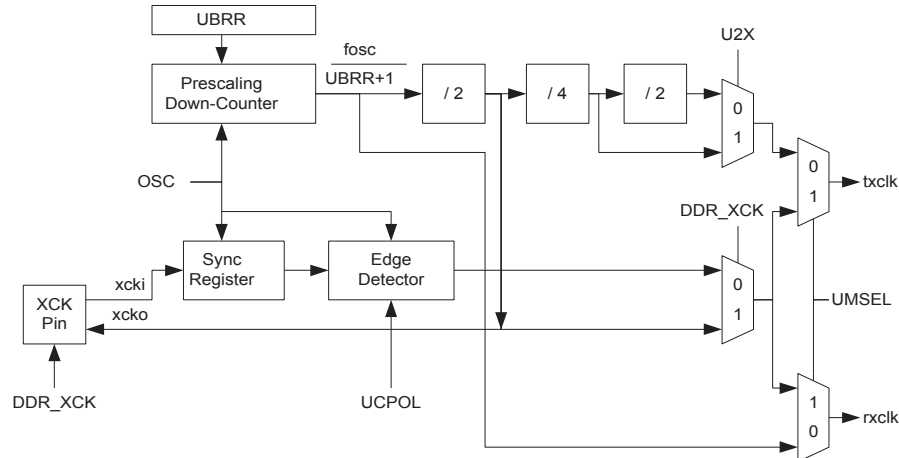 UBRR
U2X
fosc
UBRR+1
Prescaling
Down-Counter
/ 2
/ 4
/ 2
0
1
OSC
0
1
txclk
DDR_XCK
Sync
Register
Edge
Detector
xcki
0
1
XCK
Pin
xcko
UMSEL
DDR_XCK
UCPOL
1
0
rxclk